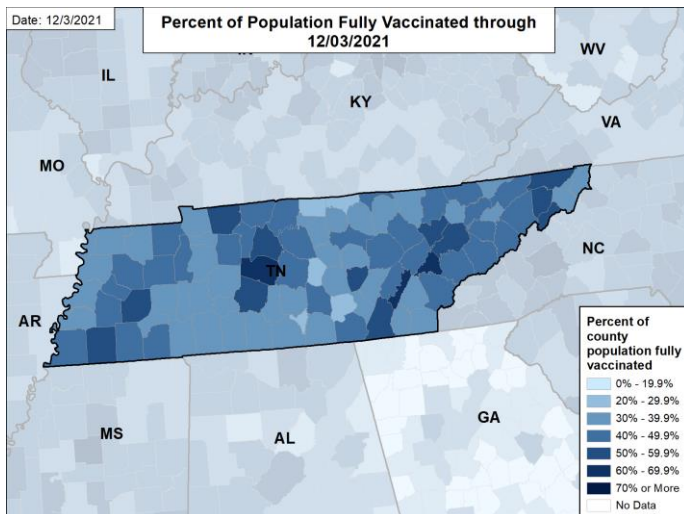 Date: 12/3/2021
Percent of Population Fully Vaccinated through
12/03/2021
WV
IL
KY
VA
MO
NC
TN
AR
MS
AL
GA
Percent of
county
population fully
vaccinated
0% - 19.9%
20% - 29.9%
30% - 39.9%
40% - 49.9%
50% - 59.9%
60% - 69.9%
70% or More
No Data